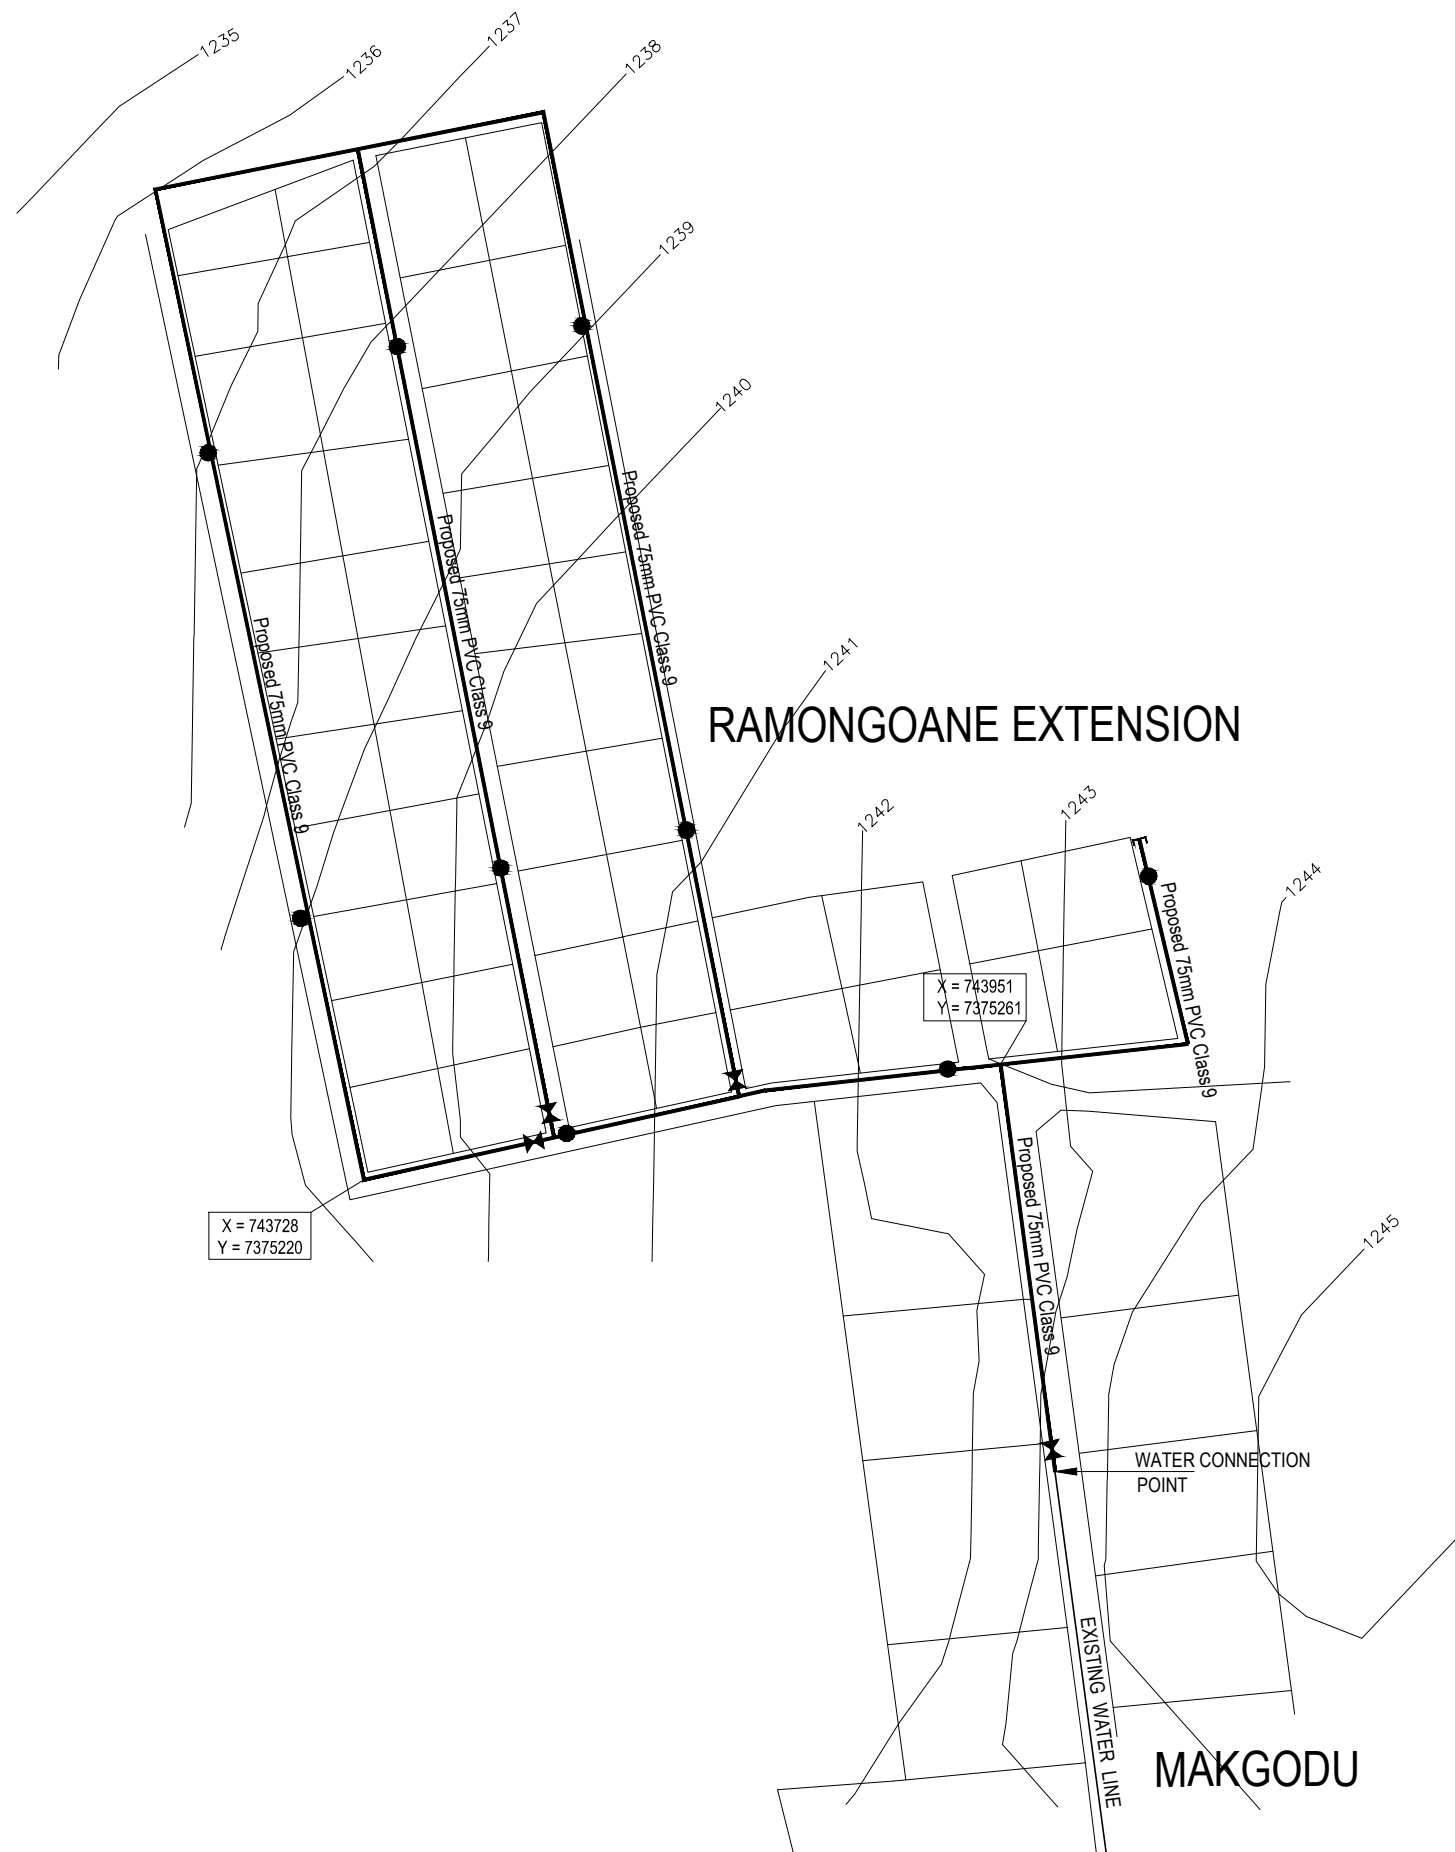 1235
1236
1237
1238
1239
1240
1241
1242
1243
1244
1245
Proposed 75mm PVC Class 9
Proposed 75mm PVC Class 9
Proposed 75mm PVC Class 9
RAMONGOANE EXTENSION
Proposed 75mm PVC Class 9
X = 743951
Y = 7375261
Proposed 75mm PVC Class 9
X = 743728
Y = 7375220
WATER CONNECTION
POINT
EXISTING WATER LINE
MAKGODU